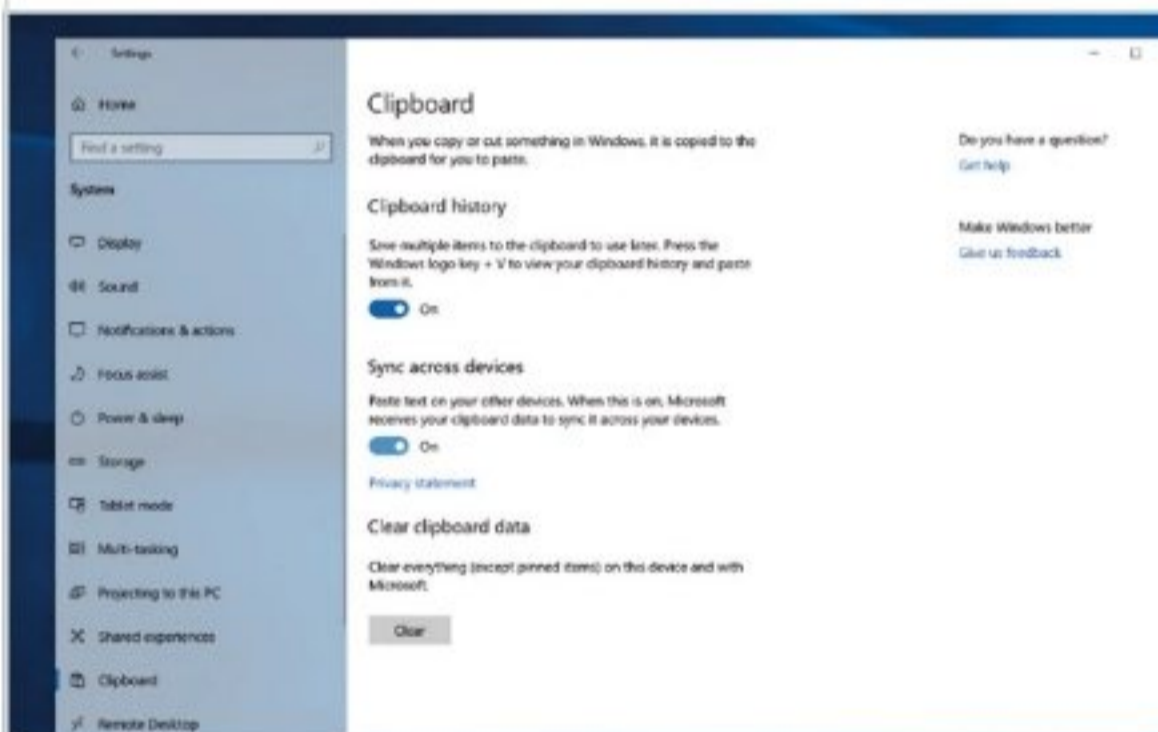 Settings
Home
Find a setting
System
Display
Sound
Notifications & actions
Focus assist
Power & sleep
Storage
Tablet mode
Multi-tasking
Projecting to this PC
Shared experiences
Clipboard
Remote Desktop
Clipboard
When you copy or cut something in Windows, it is copied to the
clipboard for you to paste.
Clipboard history
Save multiple items to the clipboard to use later. Press the
Windows logo key + V to view your clipboard history and paste
from it.
On
Sync across devices
Paste text on your other devices. When this is on, Microsoft
receives your clipboard data to sync it across your devices.
On
Privacy statement
Clear clipboard data
Clear everything (except pinned items) on this device and with
Microsoft.
Clear
Do you have a question?
Get help
Make Windows better
Give us feedback